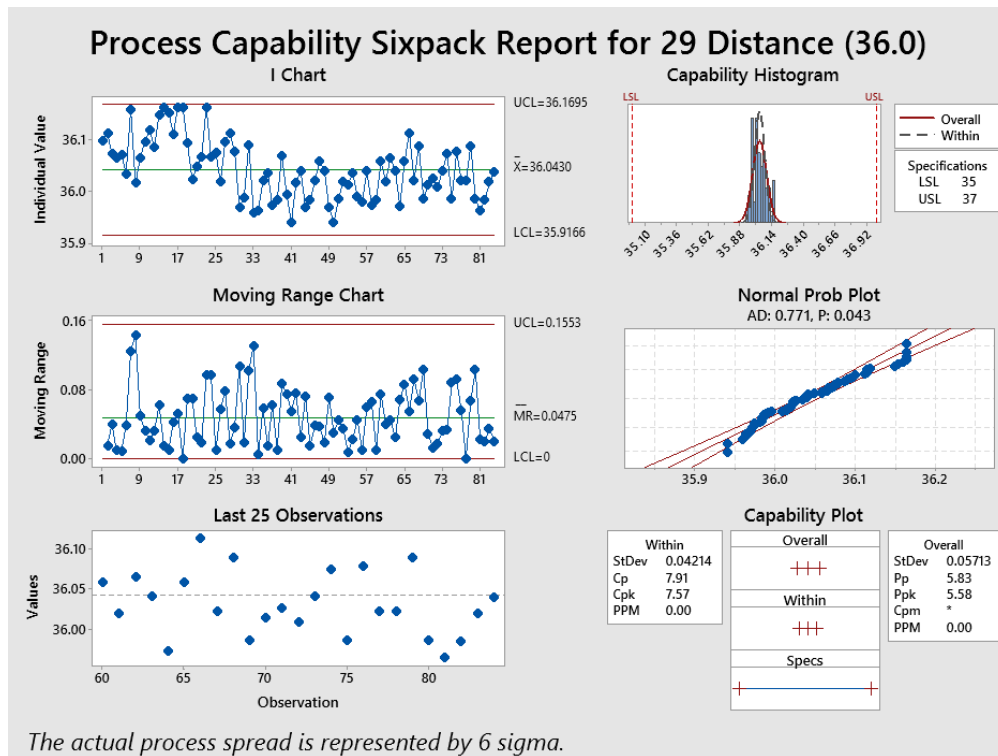 Process Capability Sixpack Report for 29 Distance (36.0)
I Chart
Individual Value
36.1
36.0
35.9
1 9 17 25 33 41 49 57 65 73 81
UCL=36.1695
X̄=36.0430
LCL=35.9166
Capability Histogram
LSL USL
35.10 35.36 35.62 35.88 36.14 36.40 36.66 36.92
Overall
Within
Specifications
LSL 35
USL 37
Moving Range Chart
Moving Range
0.16
0.08
0.00
1 9 17 25 33 41 49 57 65 73 81
UCL=0.1553
M̅R̅=0.0475
LCL=0
Normal Prob Plot
AD: 0.771, P: 0.043
35.9 36.0 36.1 36.2
Last 25 Observations
Values
36.10
36.05
36.00
60 65 70 75 80
Observation
Capability Plot
Within
StDev 0.04214
Cp 7.91
Cpk 7.57
PPM 0.00
Overall
Within
Specs
Overall
StDev 0.05713
Pp 5.83
Ppk 5.58
Cpm *
PPM 0.00
The actual process spread is represented by 6 sigma.